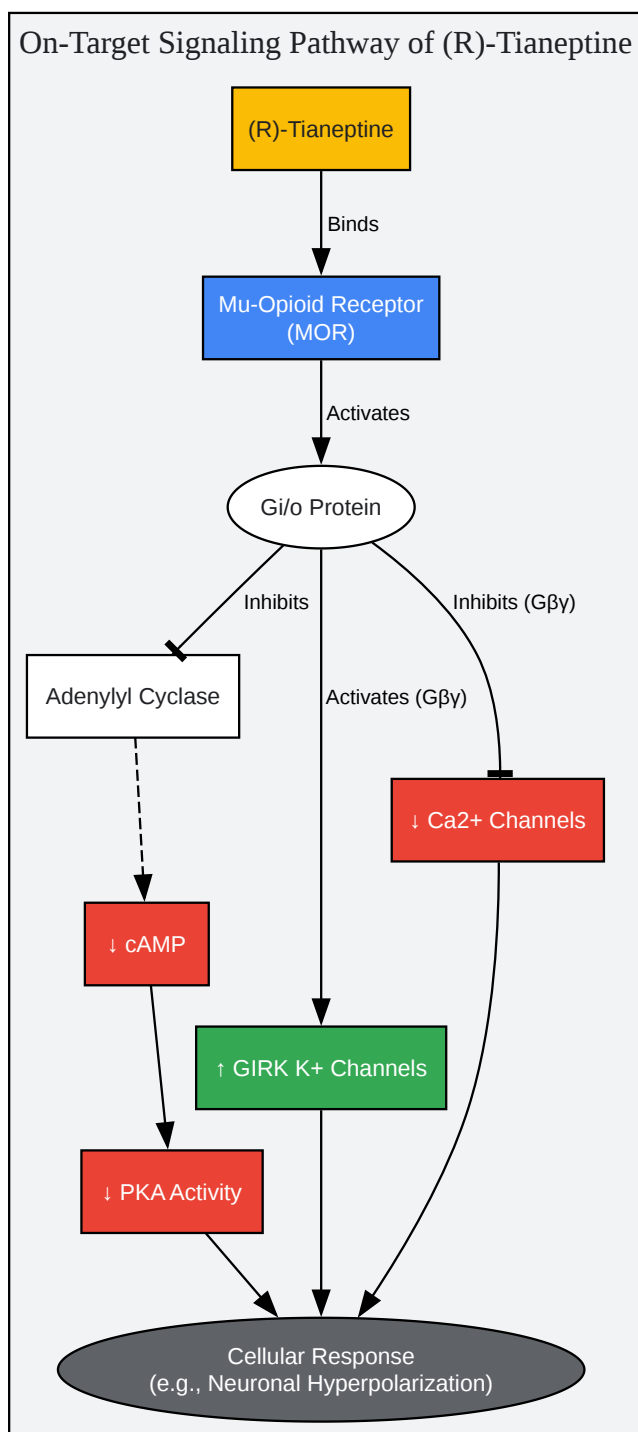 On-Target Signaling Pathway of (R)-Tianeptine
(R)-Tianeptine
Binds
Mu-Opioid Receptor
(MOR)
Activates
Gi/o Protein
Inhibits
Inhibits (Gβγ)
Adenylyl Cyclase
Activates (Gβγ)
↓ Ca2+ Channels
↓ cAMP
↑ GIRK K+ Channels
↓ PKA Activity
Cellular Response
(e.g., Neuronal Hyperpolarization)